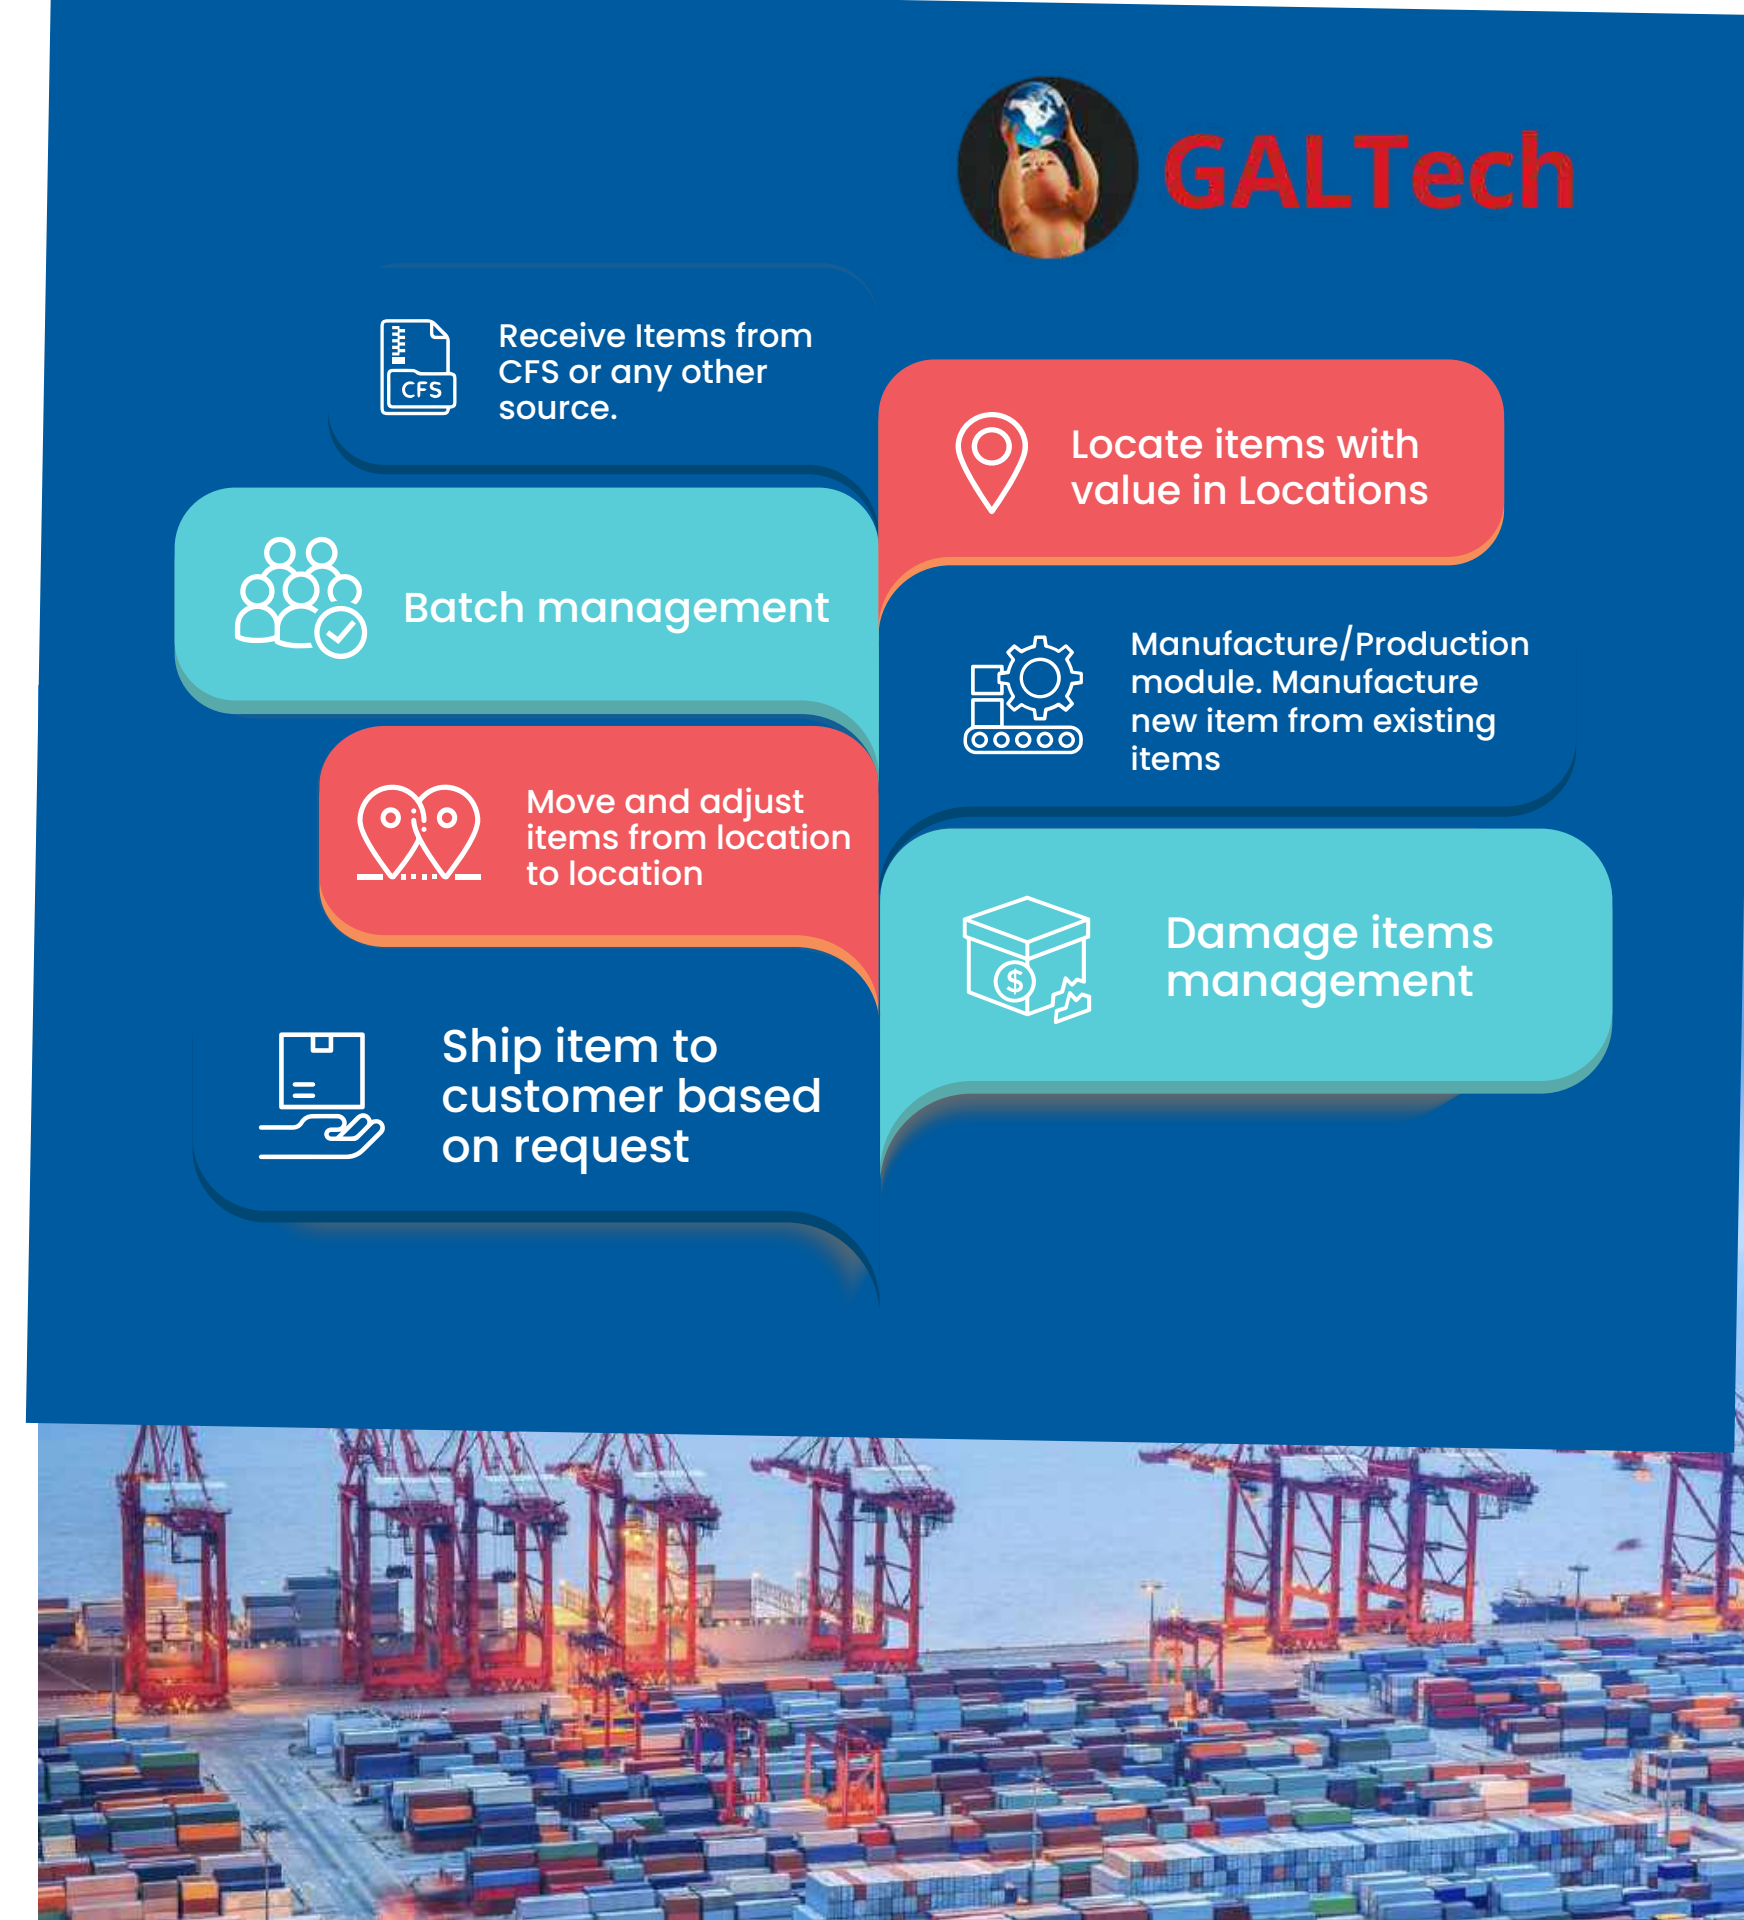 GALTech
Receive Items from
CFS or any other
source.
CFS
Locate items with
value in Locations
Batch management
Manufacture/Production
module. Manufacture
new item from existing
items
Move and adjust
items from location
to location
Damage items
management
$
Ship item to
customer based
on request